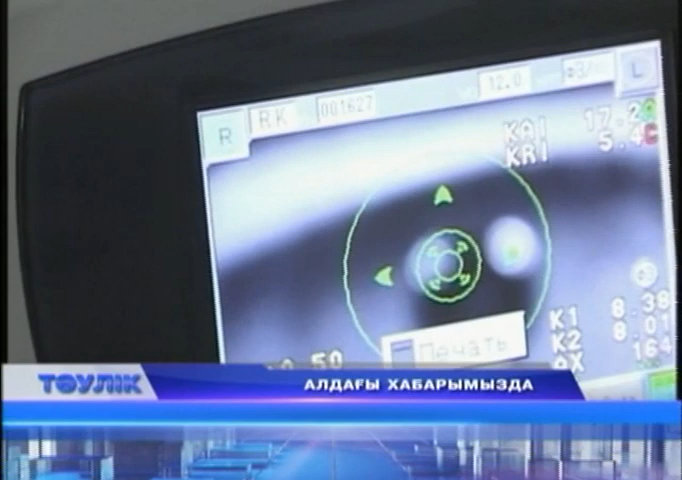 R
RK
001627
12.0
L
KAI 17.2
KRI 5.4
K1 8.38
K2 8.01
AX 164
Печать
ТӘУЛІК
АЛДАҒЫ ХАБАРЫМЫЗДА